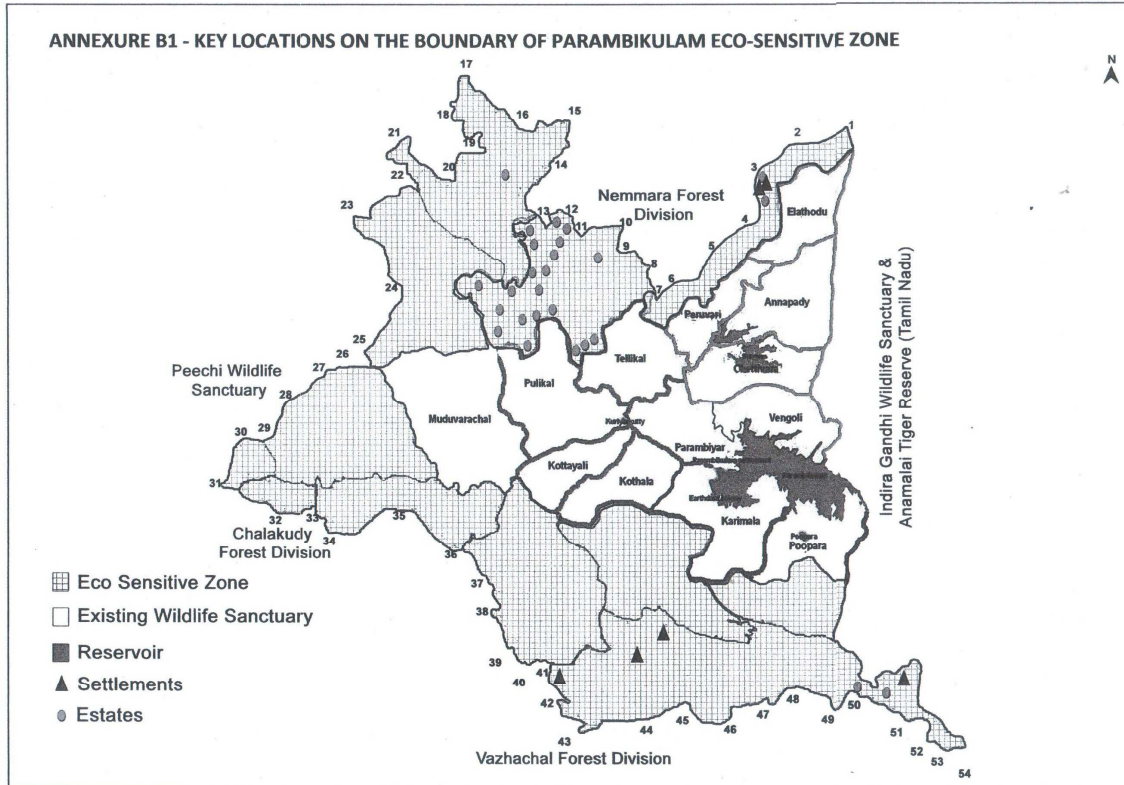 ANNEXURE B1 - KEY LOCATIONS ON THE BOUNDARY OF PARAMBIKULAM ECO-SENSITIVE ZONE
N
17
18
16
15
19
14
20
21
22
23
24
25
13
12
11
10
9
8
7
6
5
4
3
2
1
Nemmara Forest
Division
Elathodu
Annapady
Peruvari
Tellikal
Pulikal
Muduvarachal
Vengoli
Parambiyar
Kottayali
Kothala
Karimala
Poopara
Indira Gandhi Wildlife Sanctuary &
Anamalai Tiger Reserve (Tamil Nadu)
Peechi Wildlife
Sanctuary
26
27
28
29
30
31
32
33
34
35
36
37
38
39
40
41
42
43
44
45
46
47
48
49
50
51
52
53
54
Chalakudy
Forest Division
Vazhachal Forest Division
Eco Sensitive Zone
Existing Wildlife Sanctuary
Reservoir
Settlements
Estates